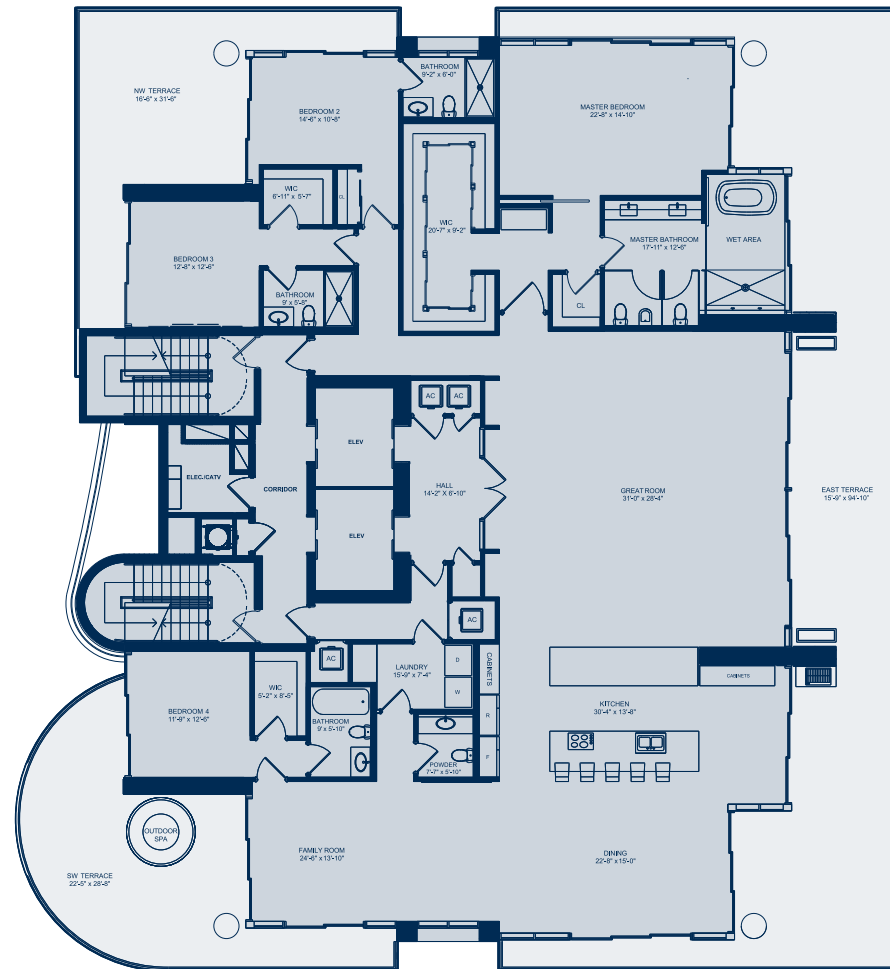 BATHROOM
9'-2" x 6'-0"
NW TERRACE
16'-6" x 31'-6"
BEDROOM 2
14'-6" x 10'-8"
MASTER BEDROOM
22'-8" x 14'-10"
WIC
6'-11" x 5'-7"
CL
WIC
20'-7" x 9'-2"
MASTER BATHROOM
17'-11" x 12'-6"
WET AREA
BEDROOM 3
12'-8" x 12'-6"
BATHROOM
9' x 5'-8"
CL
AC
AC
ELEV
ELEC./CATV
CORRIDOR
HALL
14'-2" X 6'-10"
GREAT ROOM
31'-0" x 28'-4"
EAST TERRACE
15'-9" x 94'-10"
ELEV
AC
AC
LAUNDRY
15'-9" x 7'-4"
D
W
CABINETS
CABINETS
WIC
5'-2" x 8'-5"
BEDROOM 4
11'-9" x 12'-6"
BATHROOM
9' x 5'-10"
R
F
KITCHEN
30'-4" x 13'-8"
POWDER
7'-7" x 5'-10"
OUTDOOR
SPA
FAMILY ROOM
24'-6" x 13'-10"
DINING
22'-8" x 15'-0"
SW TERRACE
22'-5" x 28'-8"